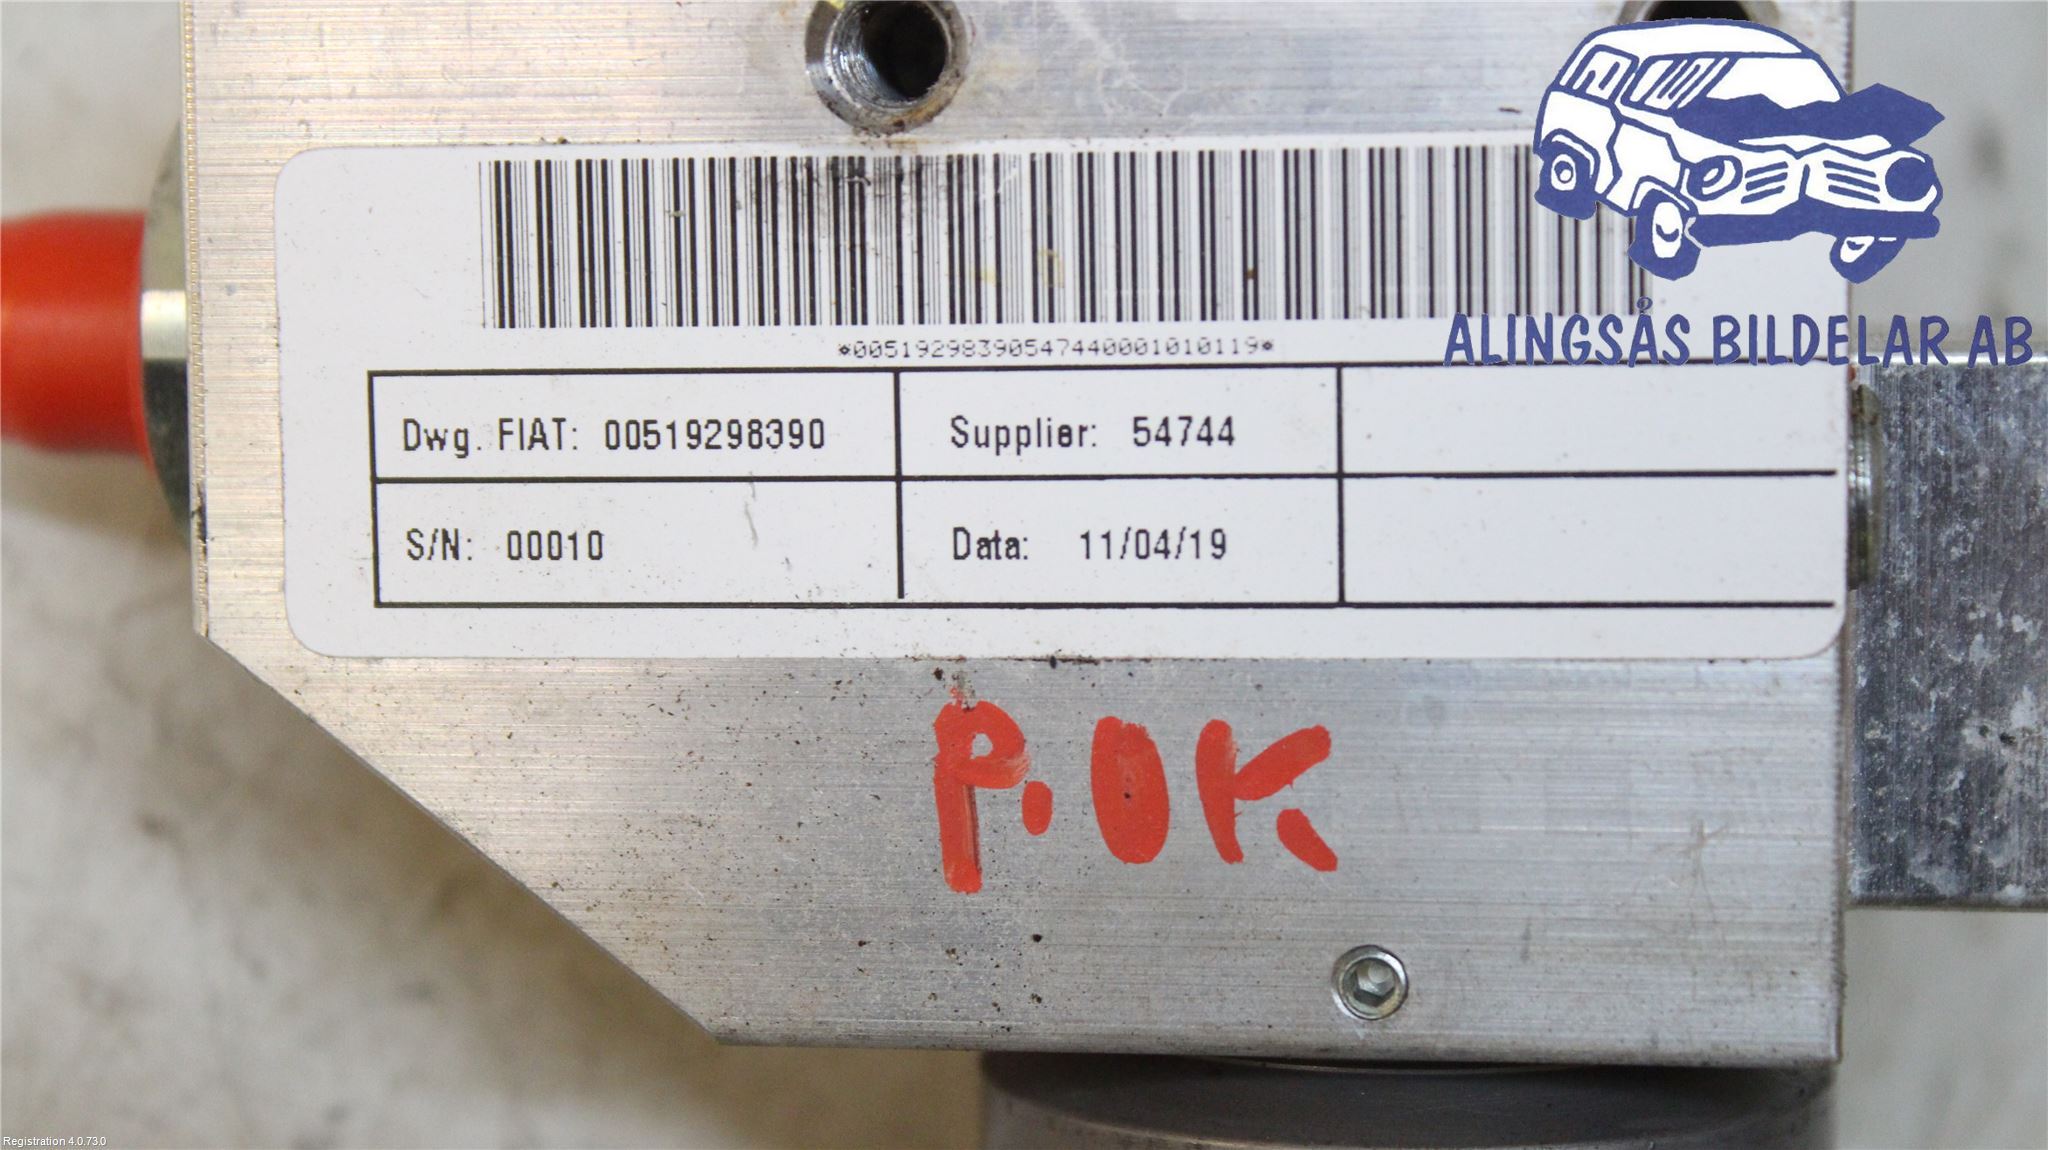 ALINGSÅS BILDELAR AB
*00519298390547440001010119*
Dwg. FIAT: 00519298390
Supplier: 54744
S/N: 00010
Data: 11/04/19
P.OK.
Registration 4.0.73.0